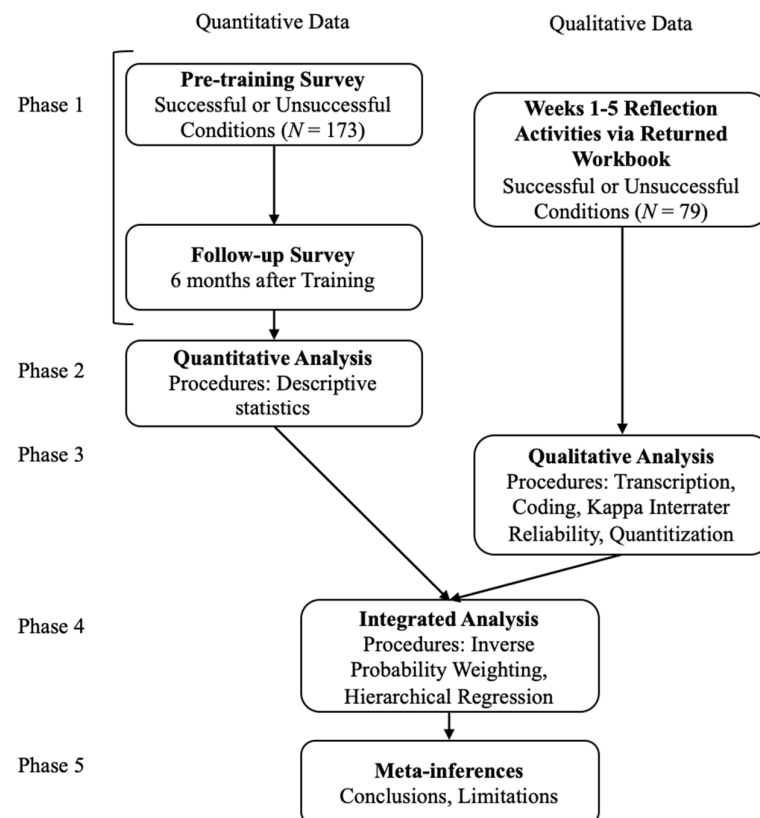 Quantitative Data
Qualitative Data
Phase 1
Pre-training Survey
Successful or Unsuccessful
Conditions (N = 173)
Weeks 1-5 Reflection
Activities via Returned
Workbook
Successful or Unsuccessful
Conditions (N = 79)
Follow-up Survey
6 months after Training
Phase 2
Quantitative Analysis
Procedures: Descriptive
statistics
Phase 3
Qualitative Analysis
Procedures: Transcription,
Coding, Kappa Interrater
Reliability, Quantitization
Phase 4
Integrated Analysis
Procedures: Inverse
Probability Weighting,
Hierarchical Regression
Phase 5
Meta-inferences
Conclusions, Limitations